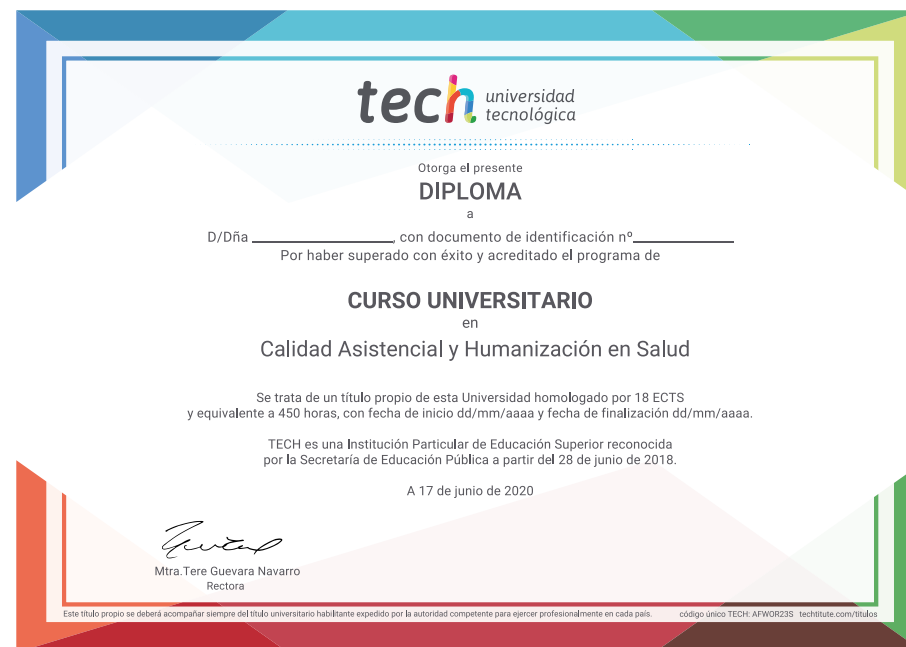 tech universidad
tecnológica
Otorga el presente
DIPLOMA
a
D/Dña ____________________, con documento de identificación nº______________
Por haber superado con éxito y acreditado el programa de
CURSO UNIVERSITARIO
en
Calidad Asistencial y Humanización en Salud
Se trata de un título propio de esta Universidad homologado por 18 ECTS
y equivalente a 450 horas, con fecha de inicio dd/mm/aaaa y fecha de finalización dd/mm/aaaa.
TECH es una Institución Particular de Educación Superior reconocida
por la Secretaría de Educación Pública a partir del 28 de junio de 2018.
A 17 de junio de 2020
Mtra.Tere Guevara Navarro
Rectora
Este título propio se deberá acompañar siempre del título universitario habilitante expedido por la autoridad competente para ejercer profesionalmente en cada país. código único TECH: AFWOR23S techtitute.com/titulos